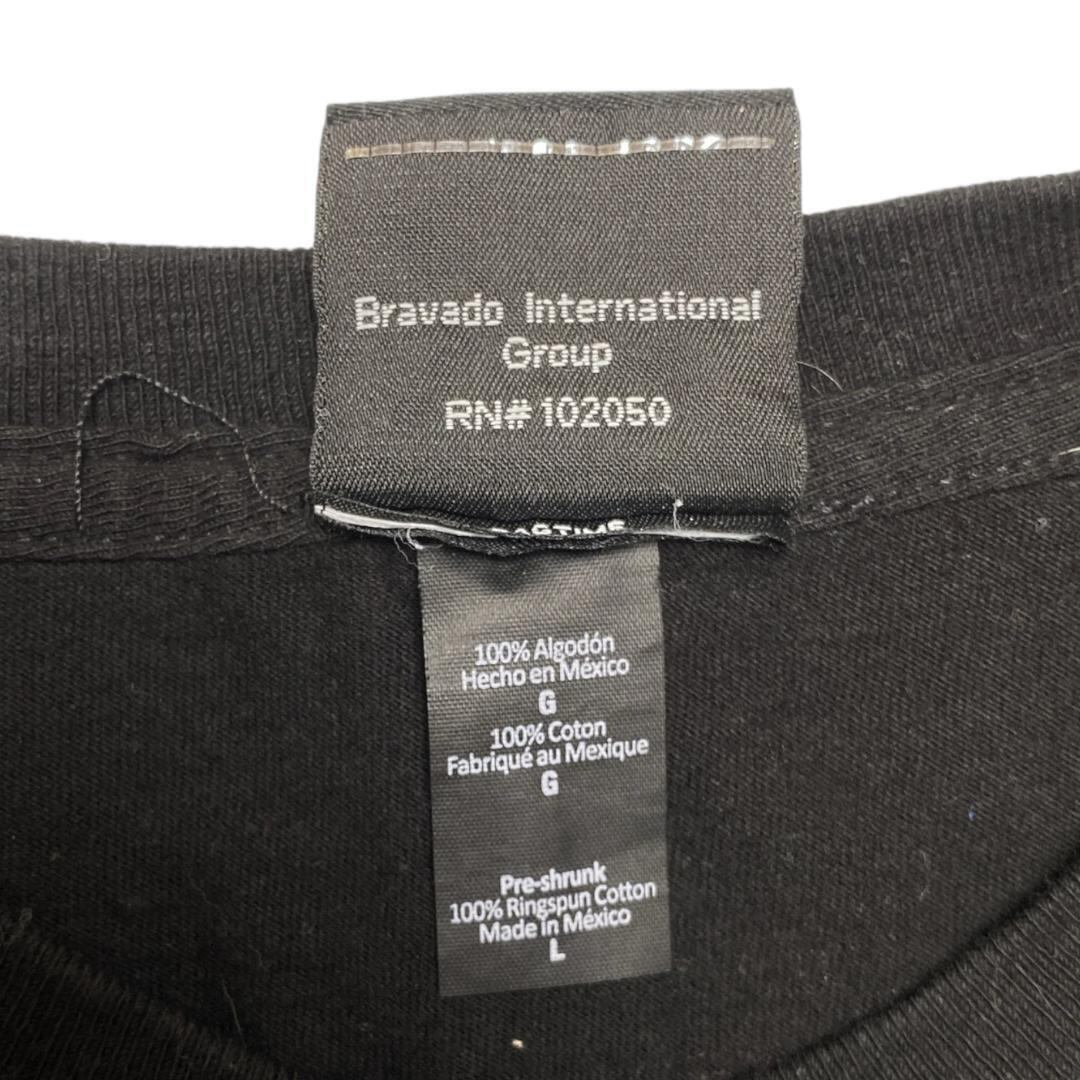 Bravado International
Group
RN# 102050
100% Algodón
Hecho en México
G
100% Coton
Fabriqué au Mexique
G
Pre-shrunk
100% Ringspun Cotton
Made in México
L